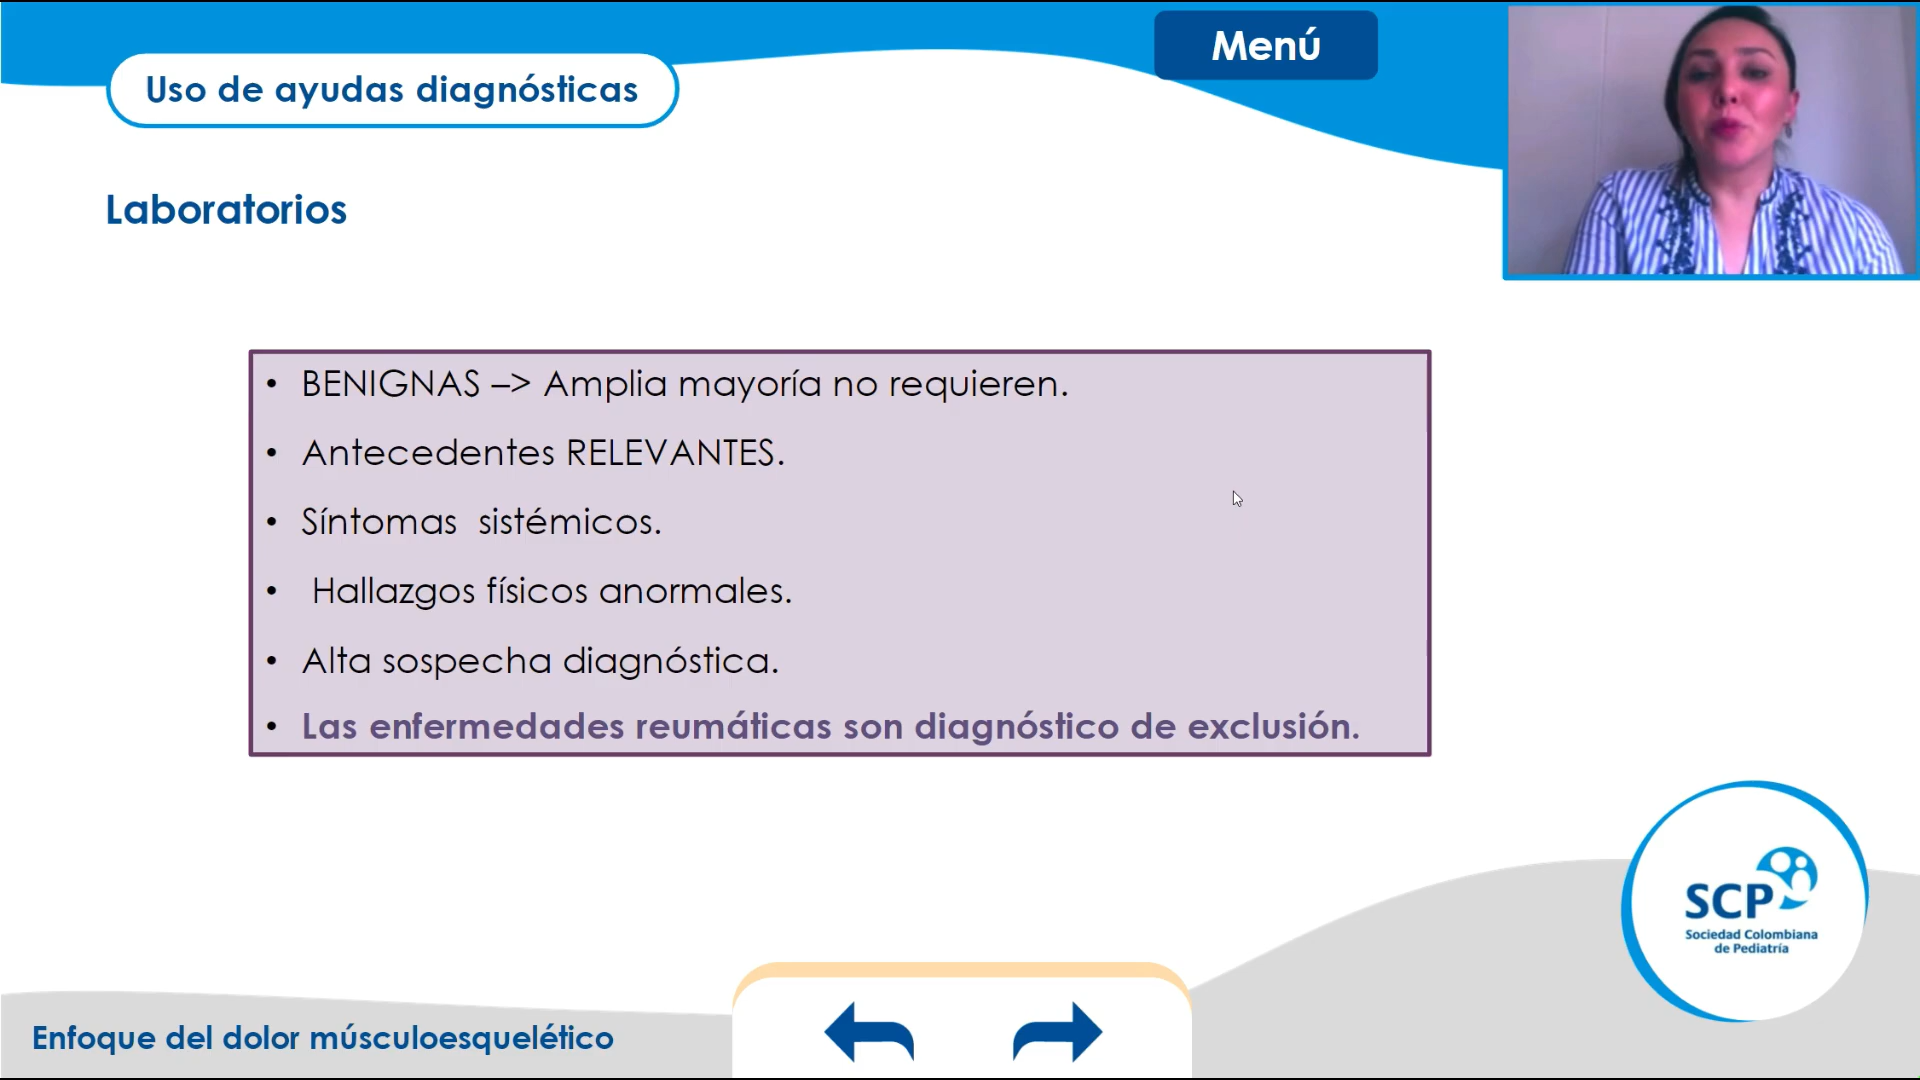 Menú
Uso de ayudas diagnósticas
Laboratorios
• BENIGNAS –> Amplia mayoría no requieren.
• Antecedentes RELEVANTES.
• Síntomas  sistémicos.
•  Hallazgos físicos anormales.
• Alta sospecha diagnóstica.
• Las enfermedades reumáticas son diagnóstico de exclusión.
SCP
Sociedad Colombiana
de Pediatría
Enfoque del dolor músculoesquelético